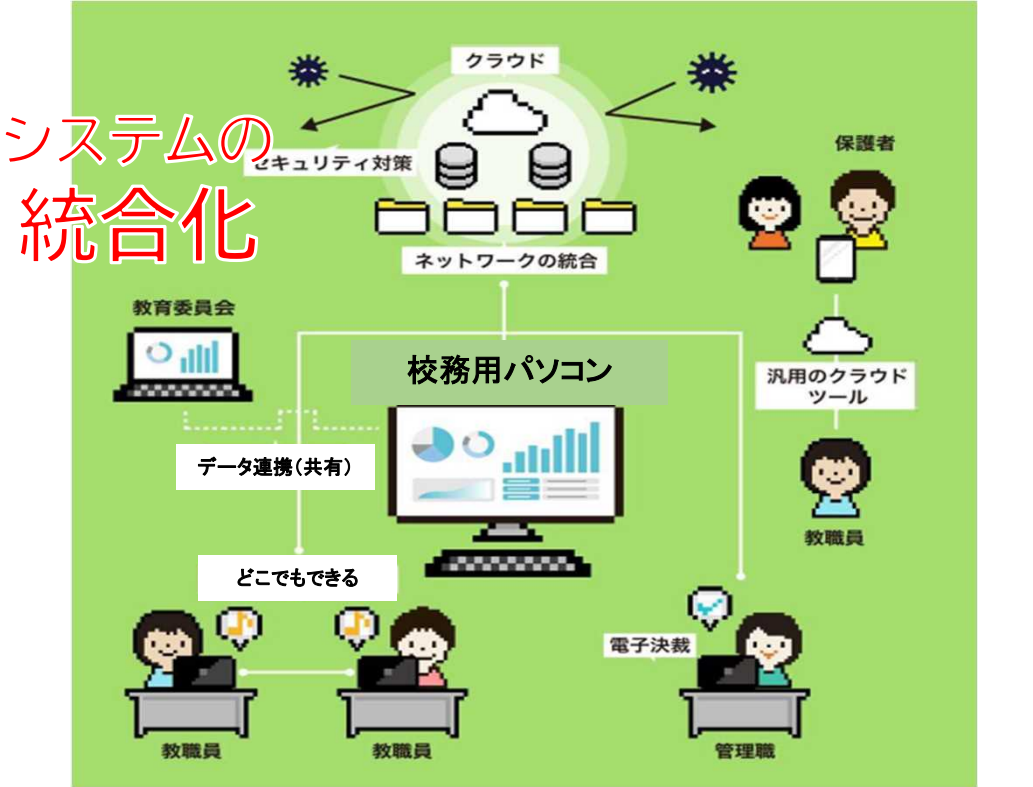 クラウド
システムの
統合化
セキュリティ対策
保護者
ネットワークの統合
教育委員会
校務用パソコン
汎用のクラウド
ツール
データ連携(共有)
教職員
どこでもできる
電子決裁
教職員
教職員
管理職